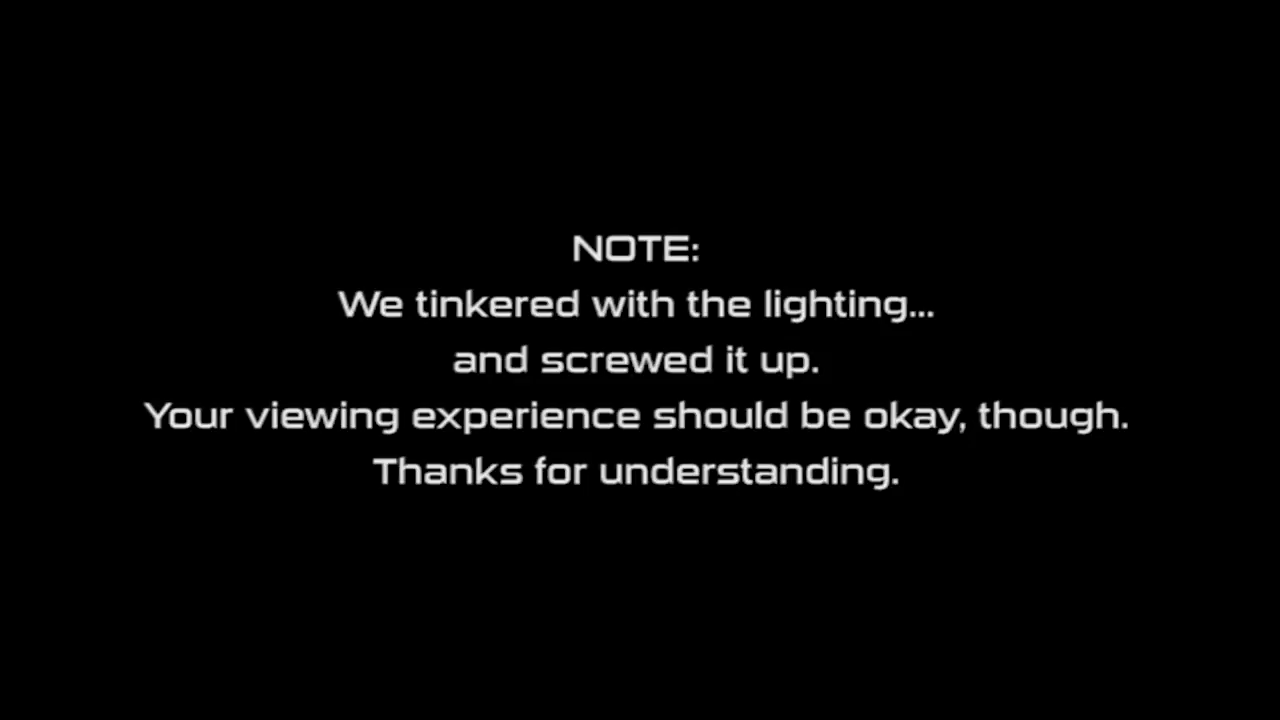 NOTE:
We tinkered with the lighting...
and screwed it up.
Your viewing experience should be okay, though.
Thanks for understanding.